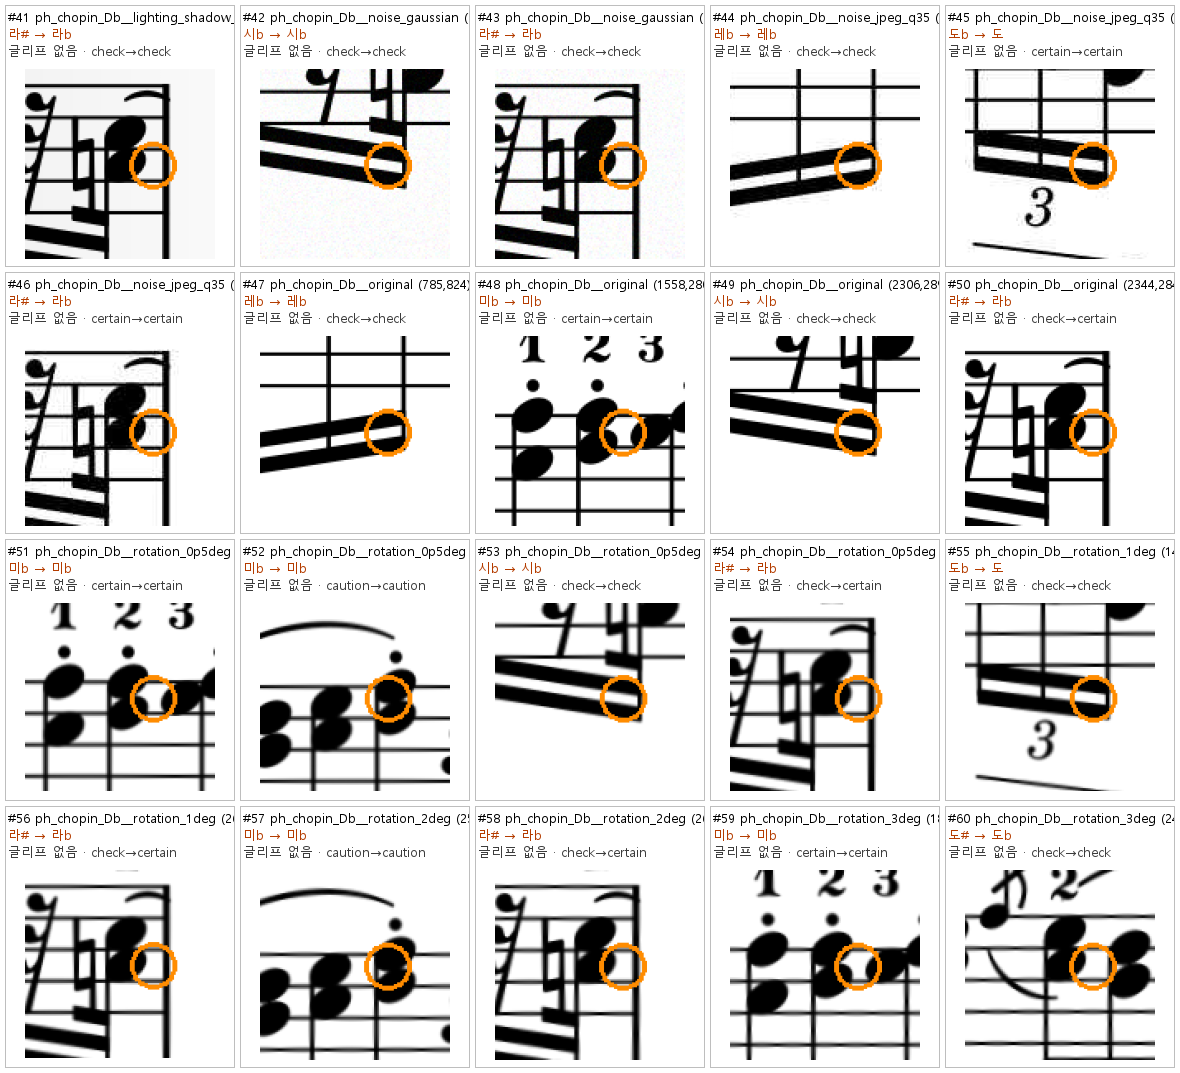 #41 ph_chopin_Db__lighting_shadow_
라# → 라b
글리프 없음 · check→check
#42 ph_chopin_Db__noise_gaussian (
시b → 시b
글리프 없음 · check→check
#43 ph_chopin_Db__noise_gaussian (
라# → 라b
글리프 없음 · check→check
#44 ph_chopin_Db__noise_jpeg_q35 (
레b → 레b
글리프 없음 · check→check
#45 ph_chopin_Db__noise_jpeg_q35 (
도b → 도
글리프 없음 · certain→certain
3
#46 ph_chopin_Db__noise_jpeg_q35 (
라# → 라b
글리프 없음 · certain→certain
#47 ph_chopin_Db__original (785,824)
레b → 레b
글리프 없음 · check→check
#48 ph_chopin_Db__original (1558,28
미b → 미b
글리프 없음 · certain→certain
1 2 3
#49 ph_chopin_Db__original (2306,28
시b → 시b
글리프 없음 · check→check
#50 ph_chopin_Db__original (2344,28
라# → 라b
글리프 없음 · check→certain
#51 ph_chopin_Db__rotation_0p5deg
미b → 미b
글리프 없음 · certain→certain
1 2 3
#52 ph_chopin_Db__rotation_0p5deg
미b → 미b
글리프 없음 · caution→caution
#53 ph_chopin_Db__rotation_0p5deg
시b → 시b
글리프 없음 · check→check
#54 ph_chopin_Db__rotation_0p5deg
라# → 라b
글리프 없음 · check→certain
#55 ph_chopin_Db__rotation_1deg (14
도b → 도
글리프 없음 · check→check
3
#56 ph_chopin_Db__rotation_1deg (20
라# → 라b
글리프 없음 · check→certain
#57 ph_chopin_Db__rotation_2deg (25
미b → 미b
글리프 없음 · caution→caution
#58 ph_chopin_Db__rotation_2deg (20
라# → 라b
글리프 없음 · check→certain
#59 ph_chopin_Db__rotation_3deg (18
미b → 미b
글리프 없음 · certain→certain
1 2 3
#60 ph_chopin_Db__rotation_3deg (24
도# → 도b
글리프 없음 · check→check
2